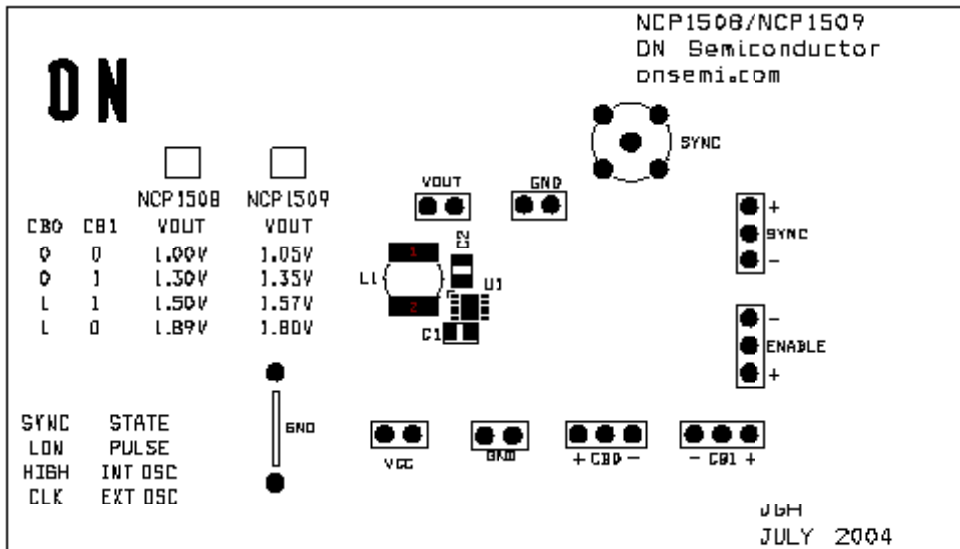 NCP1508/NCP1509
ON Semiconductor
onsemi.com
ON
SYNC
NCP1508 NCP1509
CB0 CB1 VOUT VOUT
0 0 1.00V 1.05V
0 1 1.30V 1.35V
1 1 1.50V 1.57V
1 0 1.89V 1.80V
VOUT GND
+
SYNC
-
C2
1
L1
U1
2
C1
-
ENABLE
+
GND
SYNC STATE
LOW PULSE
HIGH INT OSC
CLK EXT OSC
VCC
GND
+ CB0 -
- CB1 +
JGH
JULY 2004